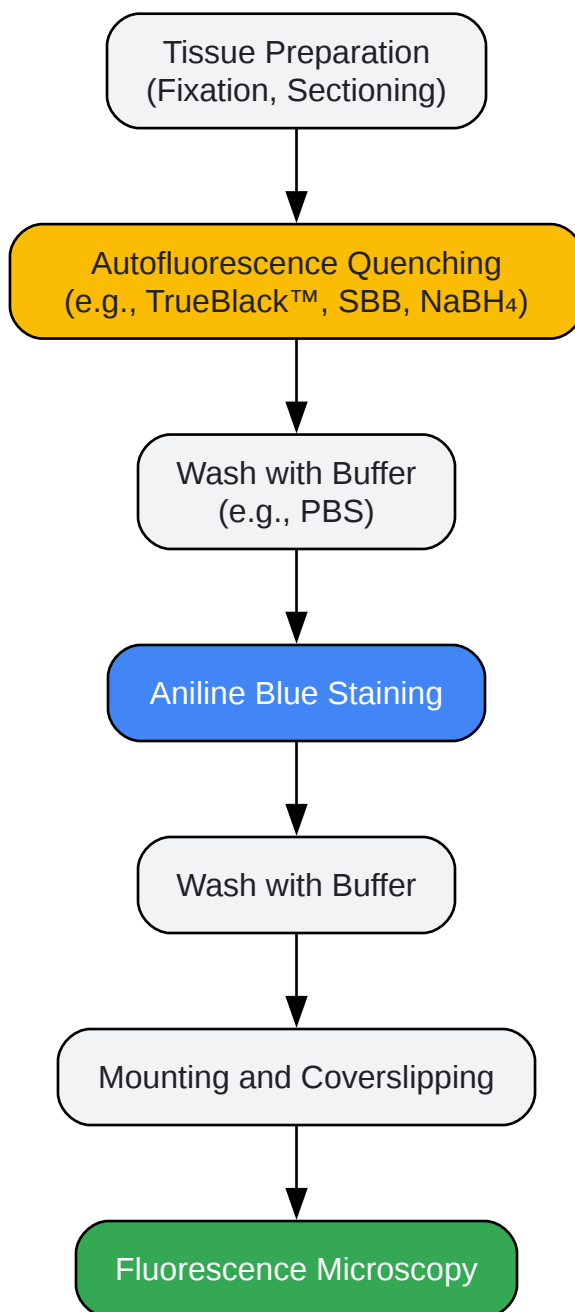 Tissue Preparation
(Fixation, Sectioning)
Autofluorescence Quenching
(e.g., TrueBlack™, SBB, NaBH₄)
Wash with Buffer
(e.g., PBS)
Aniline Blue Staining
Wash with Buffer
Mounting and Coverslipping
Fluorescence Microscopy